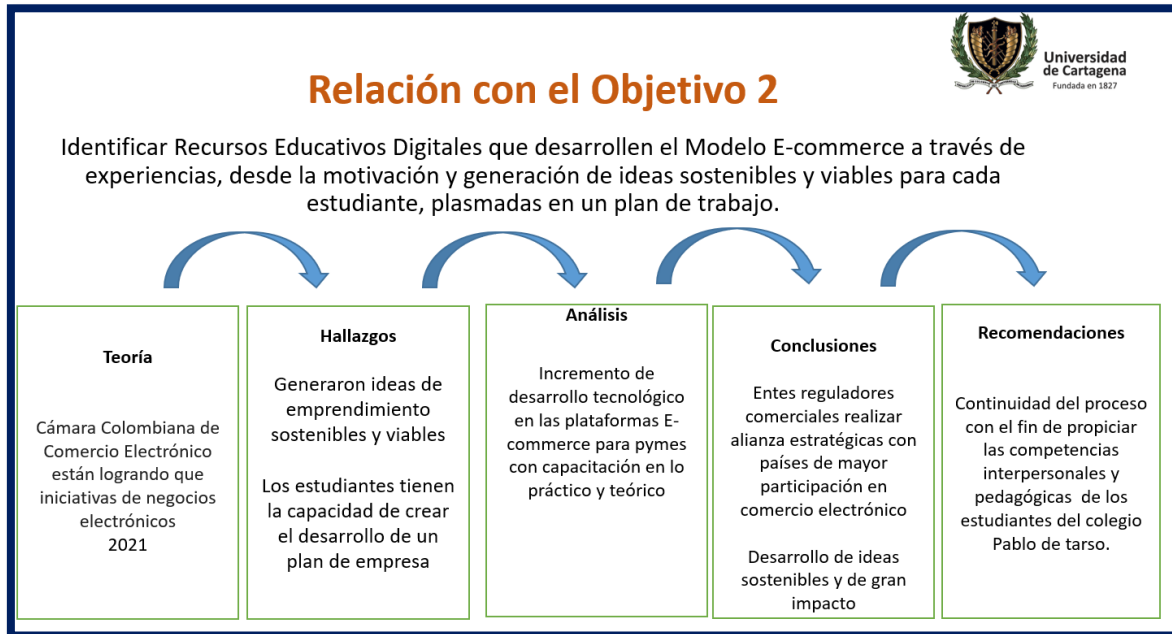 Universidad
de Cartagena
Fundada en 1827
Relación con el Objetivo 2
Identificar Recursos Educativos Digitales que desarrollen el Modelo E-commerce a través de
experiencias, desde la motivación y generación de ideas sostenibles y viables para cada
estudiante, plasmadas en un plan de trabajo.
Teoría
Cámara Colombiana de
Comercio Electrónico
están logrando que
iniciativas de negocios
electrónicos
2021
Hallazgos
Generaron ideas de
emprendimiento
sostenibles y viables
Los estudiantes tienen
la capacidad de crear
el desarrollo de un
plan de empresa
Análisis
Incremento de
desarrollo tecnológico
en las plataformas E-
commerce para pymes
con capacitación en lo
práctico y teórico
Conclusiones
Entes reguladores
comerciales realizar
alianza estratégicas con
países de mayor
participación en
comercio electrónico
Desarrollo de ideas
sostenibles y de gran
impacto
Recomendaciones
Continuidad del proceso
con el fin de propiciar
las competencias
interpersonales y
pedagógicas de los
estudiantes del colegio
Pablo de tarso.